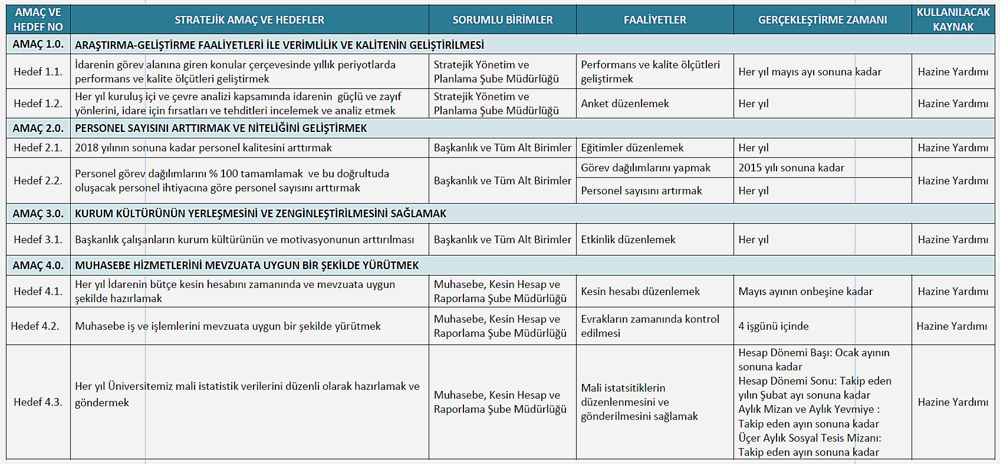 AMAÇ VE
HEDEF NO
STRATEJİK AMAÇ VE HEDEFLER
SORUMLU BİRİMLER
FAALİYETLER
GERÇEKLEŞTİRME ZAMANI
KULLANILACAK
KAYNAK
AMAÇ 1.0.
ARAŞTIRMA-GELİŞTİRME FAALİYETLERİ İLE VERİMLİLİK VE KALİTENİN GELİŞTİRİLMESİ
Hedef 1.1.
İdarenin görev alanına giren konular çerçevesinde yıllık periyotlarda
performans ve kalite ölçütleri geliştirmek
Stratejik Yönetim ve
Planlama Şube Müdürlüğü
Performans ve kalite ölçütleri
geliştirmek
Her yıl mayıs ayı sonuna kadar
Hazine Yardımı
Hedef 1.2.
Her yıl kuruluş içi ve çevre analizi kapsamında idarenin  güçlü ve zayıf
yönlerini, idare için fırsatları ve tehditleri incelemek ve analiz etmek
Stratejik Yönetim ve
Planlama Şube Müdürlüğü
Anket düzenlemek
Her yıl
Hazine Yardımı
AMAÇ 2.0.
PERSONEL SAYISINI ARTTIRMAK VE NİTELİĞİNİ GELİŞTİRMEK
Hedef 2.1.
2018 yılının sonuna kadar personel kalitesini arttırmak
Başkanlık ve Tüm Alt Birimler
Eğitimler düzenlemek
Her yıl
Hazine Yardımı
Hedef 2.2.
Personel görev dağılımlarını % 100 tamamlamak  ve bu doğrultuda
oluşacak personel ihtiyacına göre personel sayısını arttırmak
Başkanlık ve Tüm Alt Birimler
Görev dağılımlarını yapmak
2015 yılı sonuna kadar
Personel sayısını artırmak
Her yıl
Hazine Yardımı
AMAÇ 3.0.
KURUM KÜLTÜRÜNÜN YERLEŞMESİNİ VE ZENGİNLEŞTİRİLMESİNİ SAĞLAMAK
Hedef 3.1.
Başkanlık çalışanların kurum kültürünün ve motivasyonunun arttırılması
Başkanlık ve Tüm Alt Birimler
Etkinlik düzenlemek
Her yıl
Hazine Yardımı
AMAÇ 4.0.
MUHASEBE HİZMETLERİNİ MEVZUATA UYGUN BİR ŞEKİLDE YÜRÜTMEK
Hedef 4.1.
Her yıl İdarenin bütçe kesin hesabını zamanında ve mevzuata uygun
şekilde hazırlamak
Muhasebe, Kesin Hesap ve
Raporlama Şube Müdürlüğü
Kesin hesabı düzenlemek
Mayıs ayının onbeşine kadar
Hazine Yardımı
Hedef 4.2.
Muhasebe iş ve işlemlerini mevzuata uygun bir şekilde yürütmek
Muhasebe, Kesin Hesap ve
Raporlama Şube Müdürlüğü
Evrakların zamanında kontrol
edilmesi
4 işgünü içinde
Hazine Yardımı
Hedef 4.3.
Her yıl Üniversitemiz mali istatistik verilerini düzenli olarak hazırlamak ve
göndermek
Muhasebe, Kesin Hesap ve
Raporlama Şube Müdürlüğü
Mali istatsitiklerin
düzenlenmesini ve
gönderilmesini sağlamak
Hesap Dönemi Başı: Ocak ayının
sonuna kadar
Hesap Dönemi Sonu: Takip eden
yılın Şubat ayı sonuna kadar
Aylık Mizan ve Aylık Yevmiye :
Takip eden ayın sonuna kadar
Üçer Aylık Sosyal Tesis Mizanı:
Takip eden ayın sonuna kadar
Hazine Yardımı